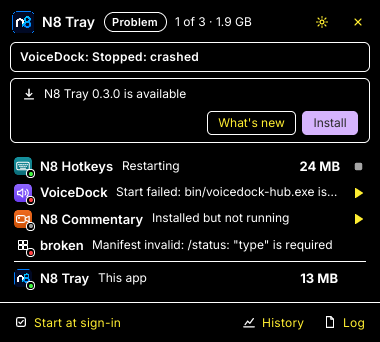 n8 N8 Tray Problem 1 of 3 · 1.9 GB
VoiceDock: Stopped: crashed
N8 Tray 0.3.0 is available
What's new Install
N8 Hotkeys Restarting 24 MB
VoiceDock Start failed: bin/voicedock-hub.exe is...
N8 Commentary Installed but not running
broken Manifest invalid: /status: "type" is required
n8 N8 Tray This app 13 MB
Start at sign-in History Log